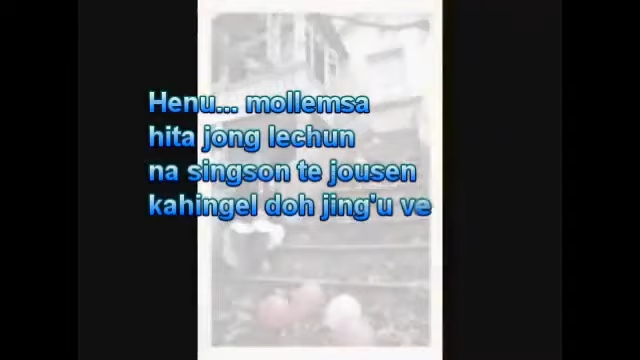 Henu... mollemsa
hita jong lechun
na singson te jousen
kahingel doh jing'u ve